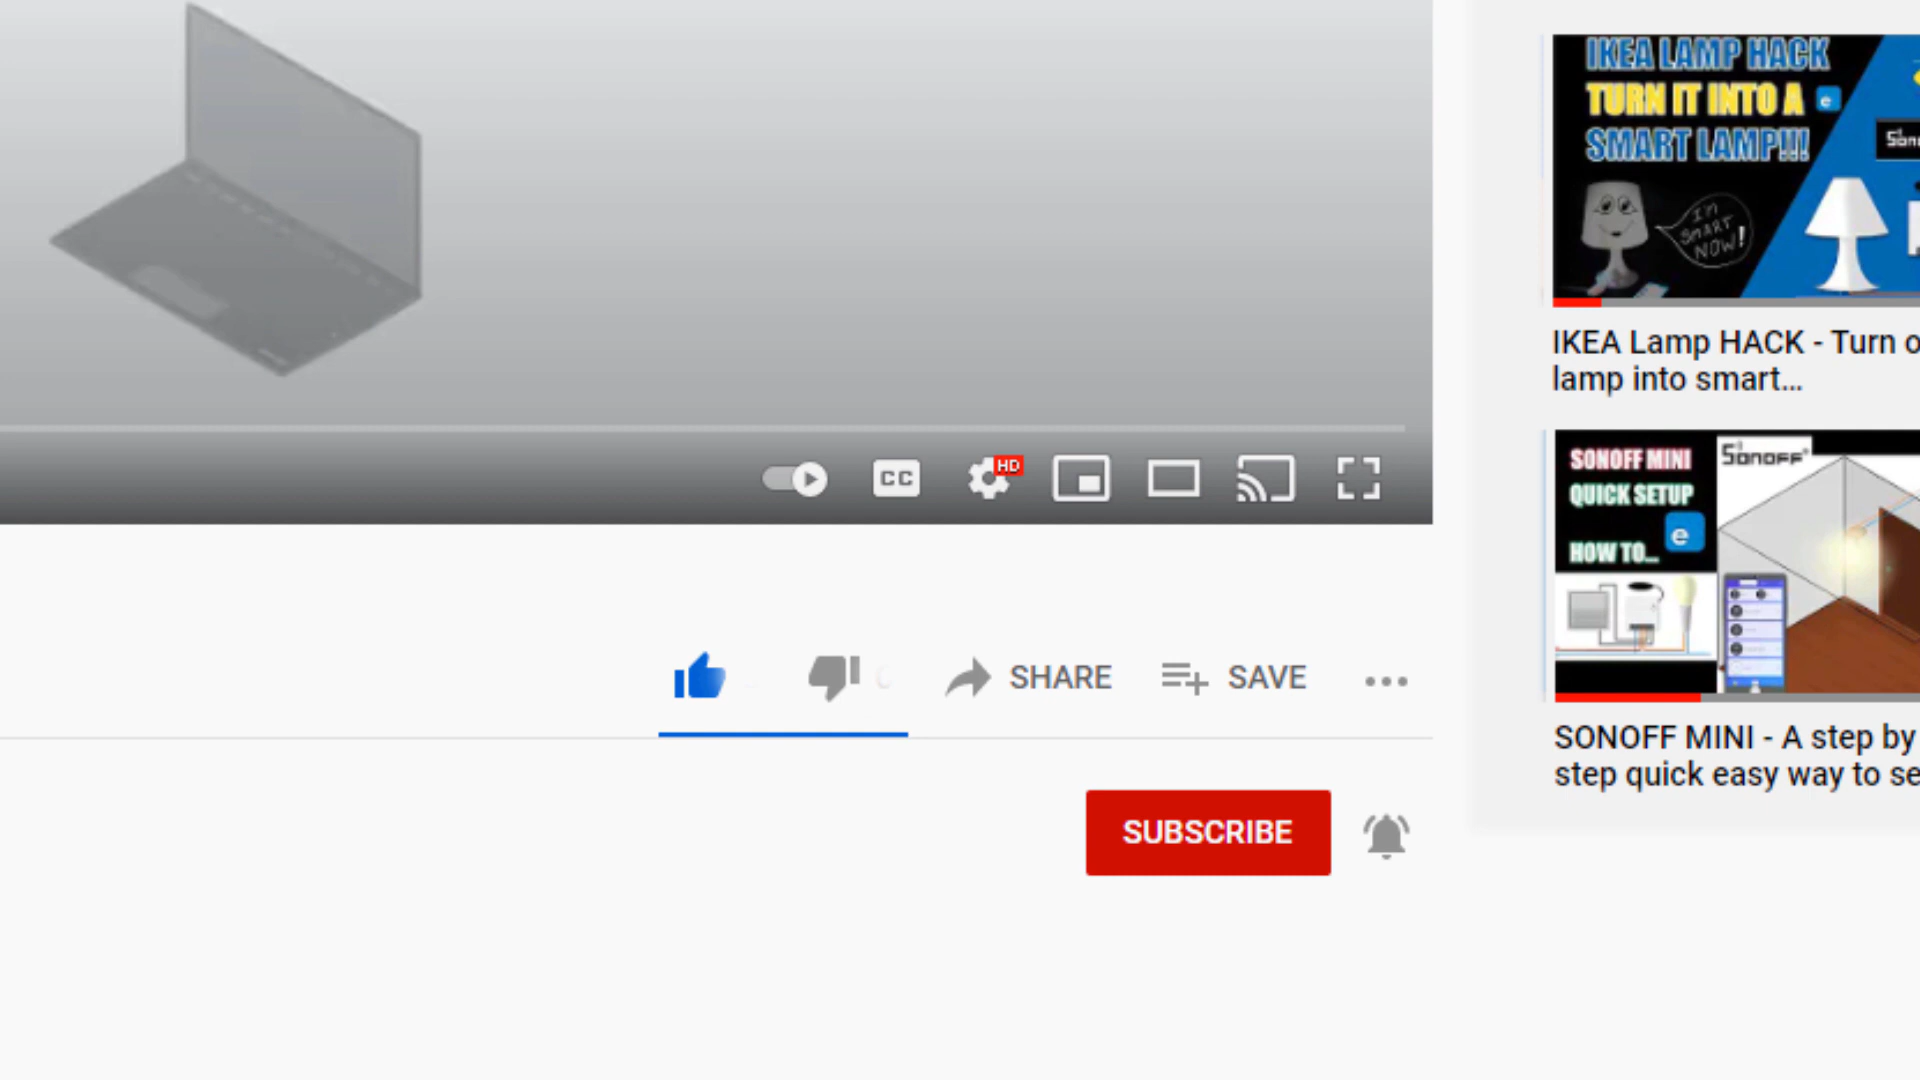 IKEA LAMP HACK
TURN IT INTO A
SMART LAMP!!!
I'M
SMART
NOW!
IKEA Lamp HACK - Turn
lamp into smart...
CC
HD
SONOFF MINI
QUICK SETUP
HOW TO...
SONOFF
SHARE
SAVE
SONOFF MINI - A step by
step quick easy way to
SUBSCRIBE